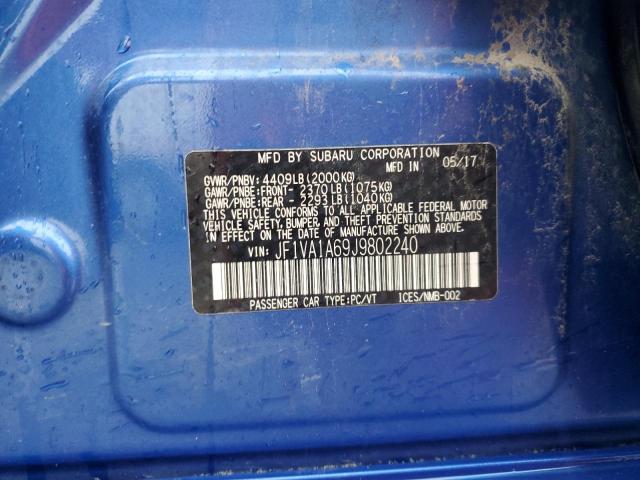 MFD BY SUBARU CORPORATION
MFD IN 05/17
GVWR/PNBV: 4409LB(2000KG)
GAWR/PNBE:FRONT- 2370LB(1075KG)
GAWR/PNBE:REAR - 2293LB(1040KG)
THIS VEHICLE CONFORMS TO ALL APPLICABLE FEDERAL MOTOR
VEHICLE SAFETY, BUMPER, AND THEFT PREVENTION STANDARDS
IN EFFECT ON THE DATE OF MANUFACTURE SHOWN ABOVE.
VIN: JF1VA1A69J9802240
PASSENGER CAR TYPE:PC/VT ICES/NMB-002